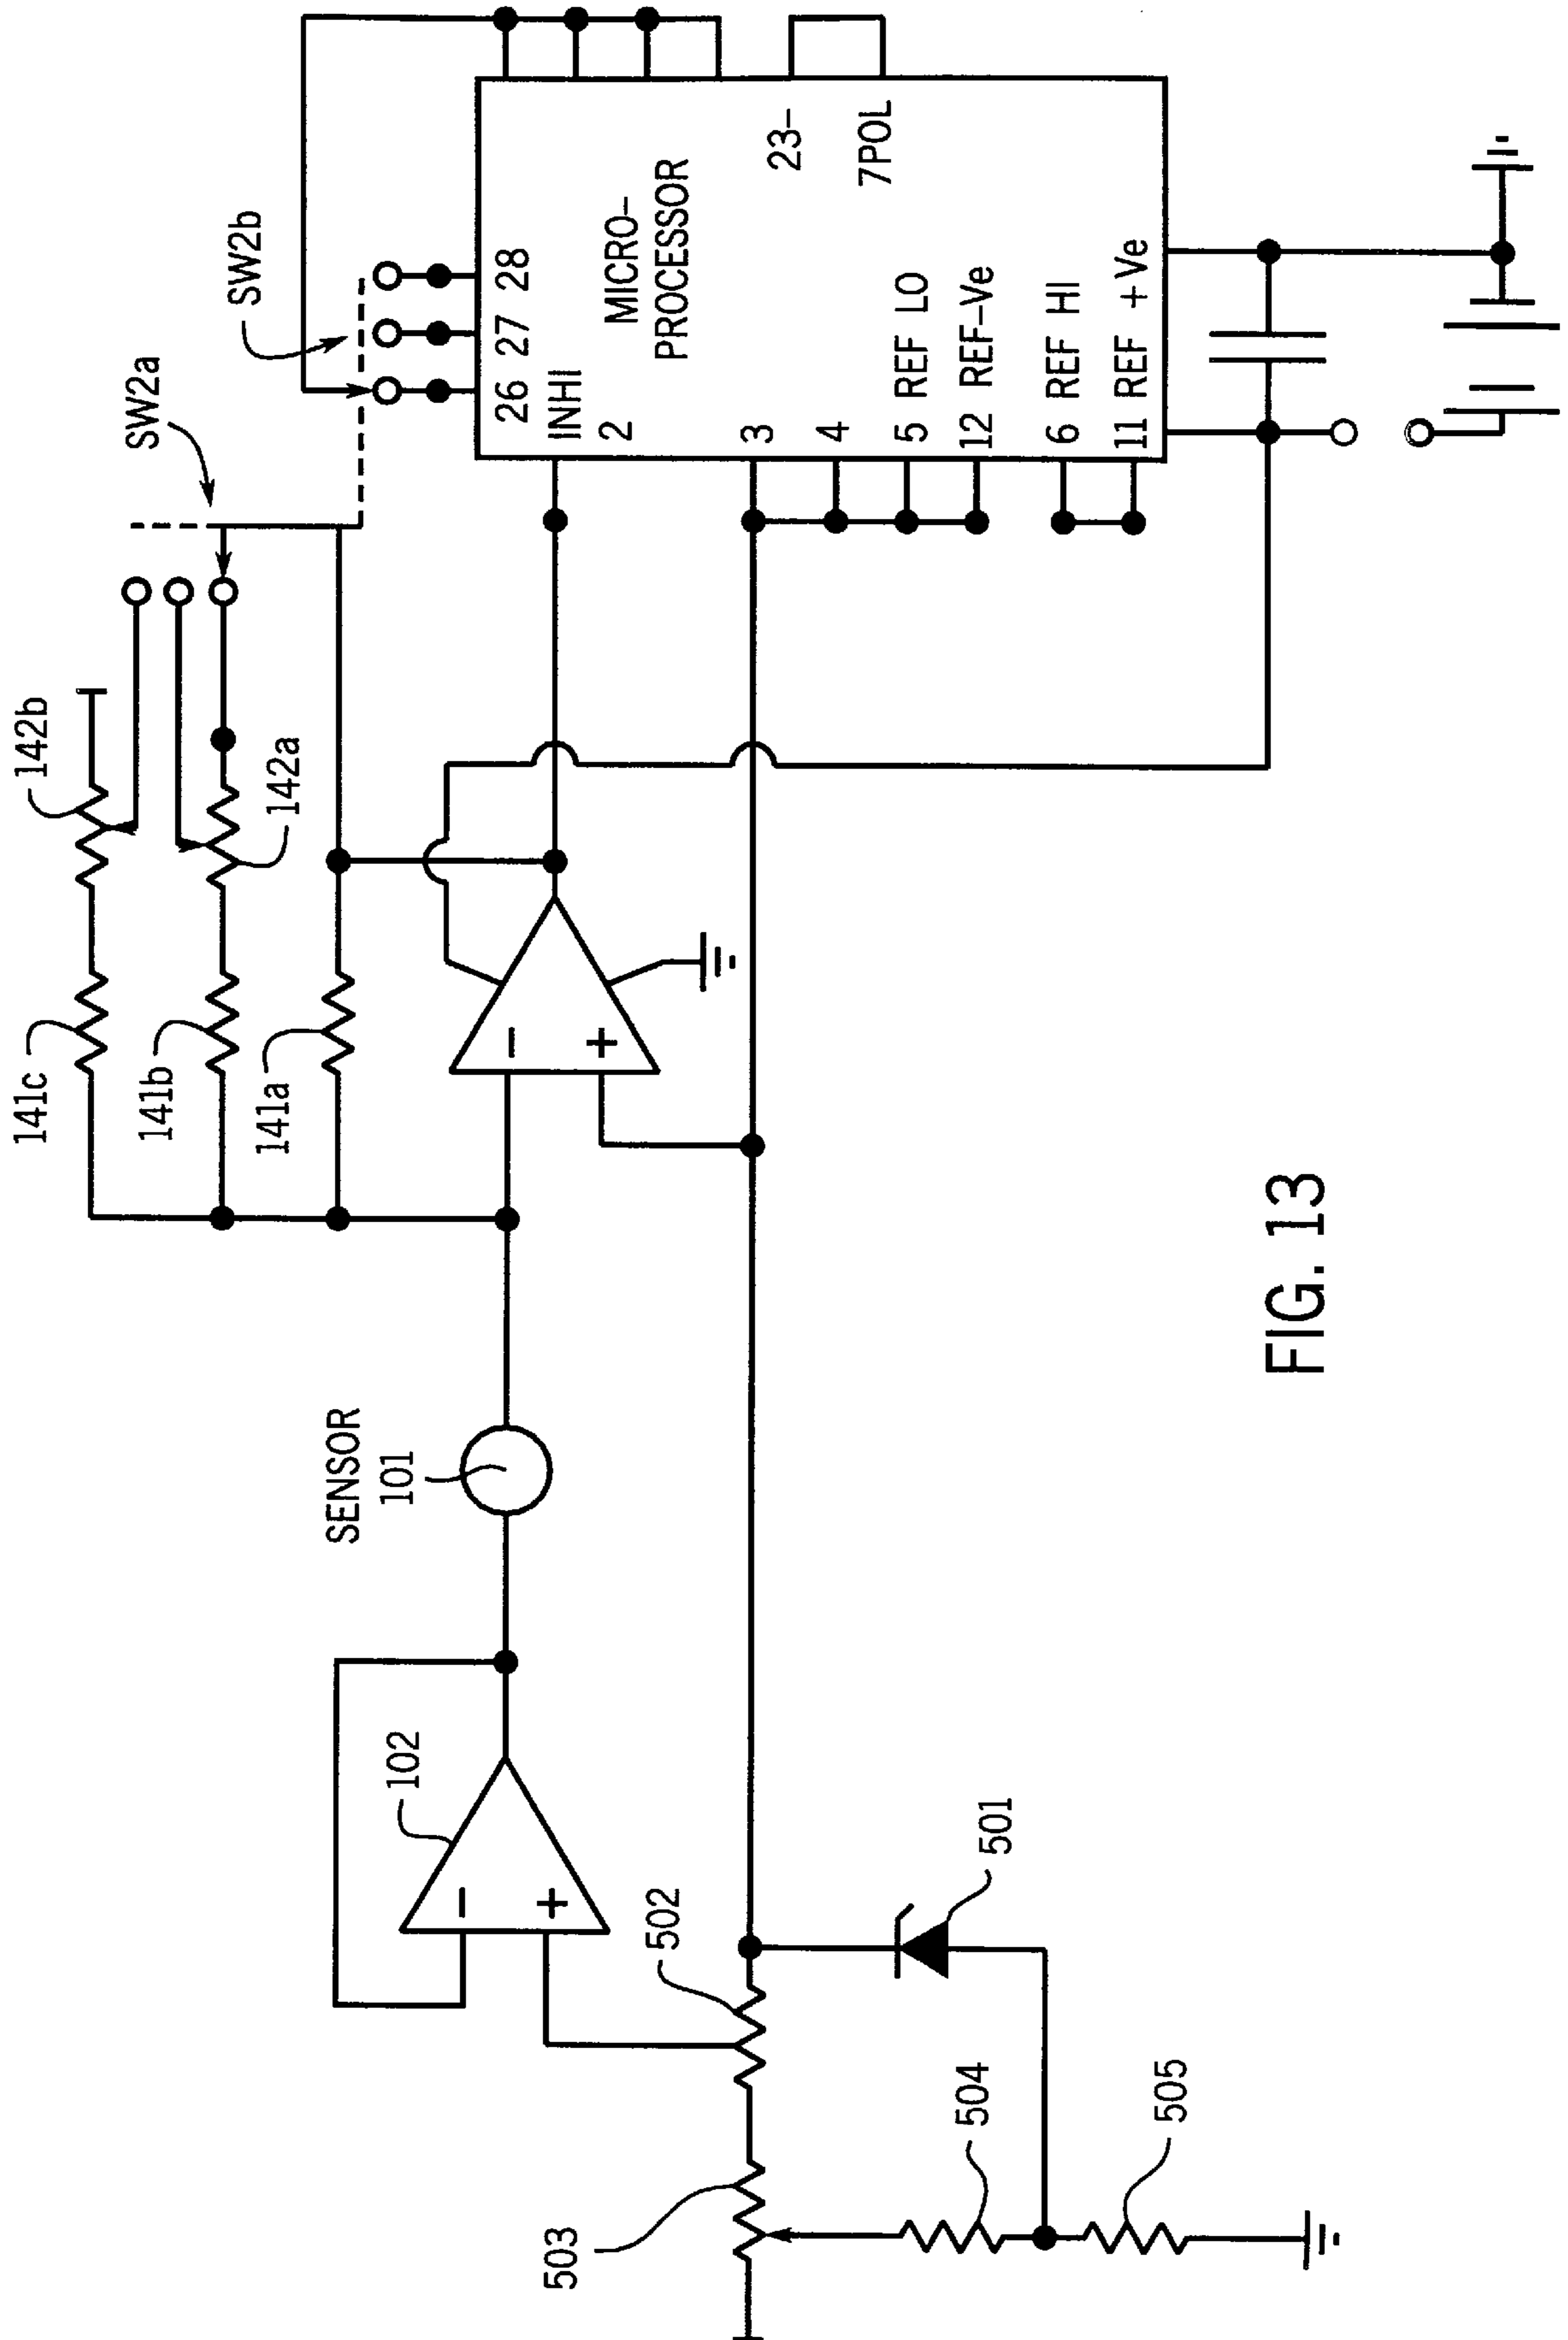 SW2b
SW2a
142b
142a
141c
141b
141a
26 27 28
INHI
2
MICRO-
PROCESSOR
23-
7POL
3
4
5 REF LO
12 REF-Ve
6 REF HI
11 REF +Ve
SENSOR
101
102
−
+
−
+
501
502
503
504
505
FIG. 13